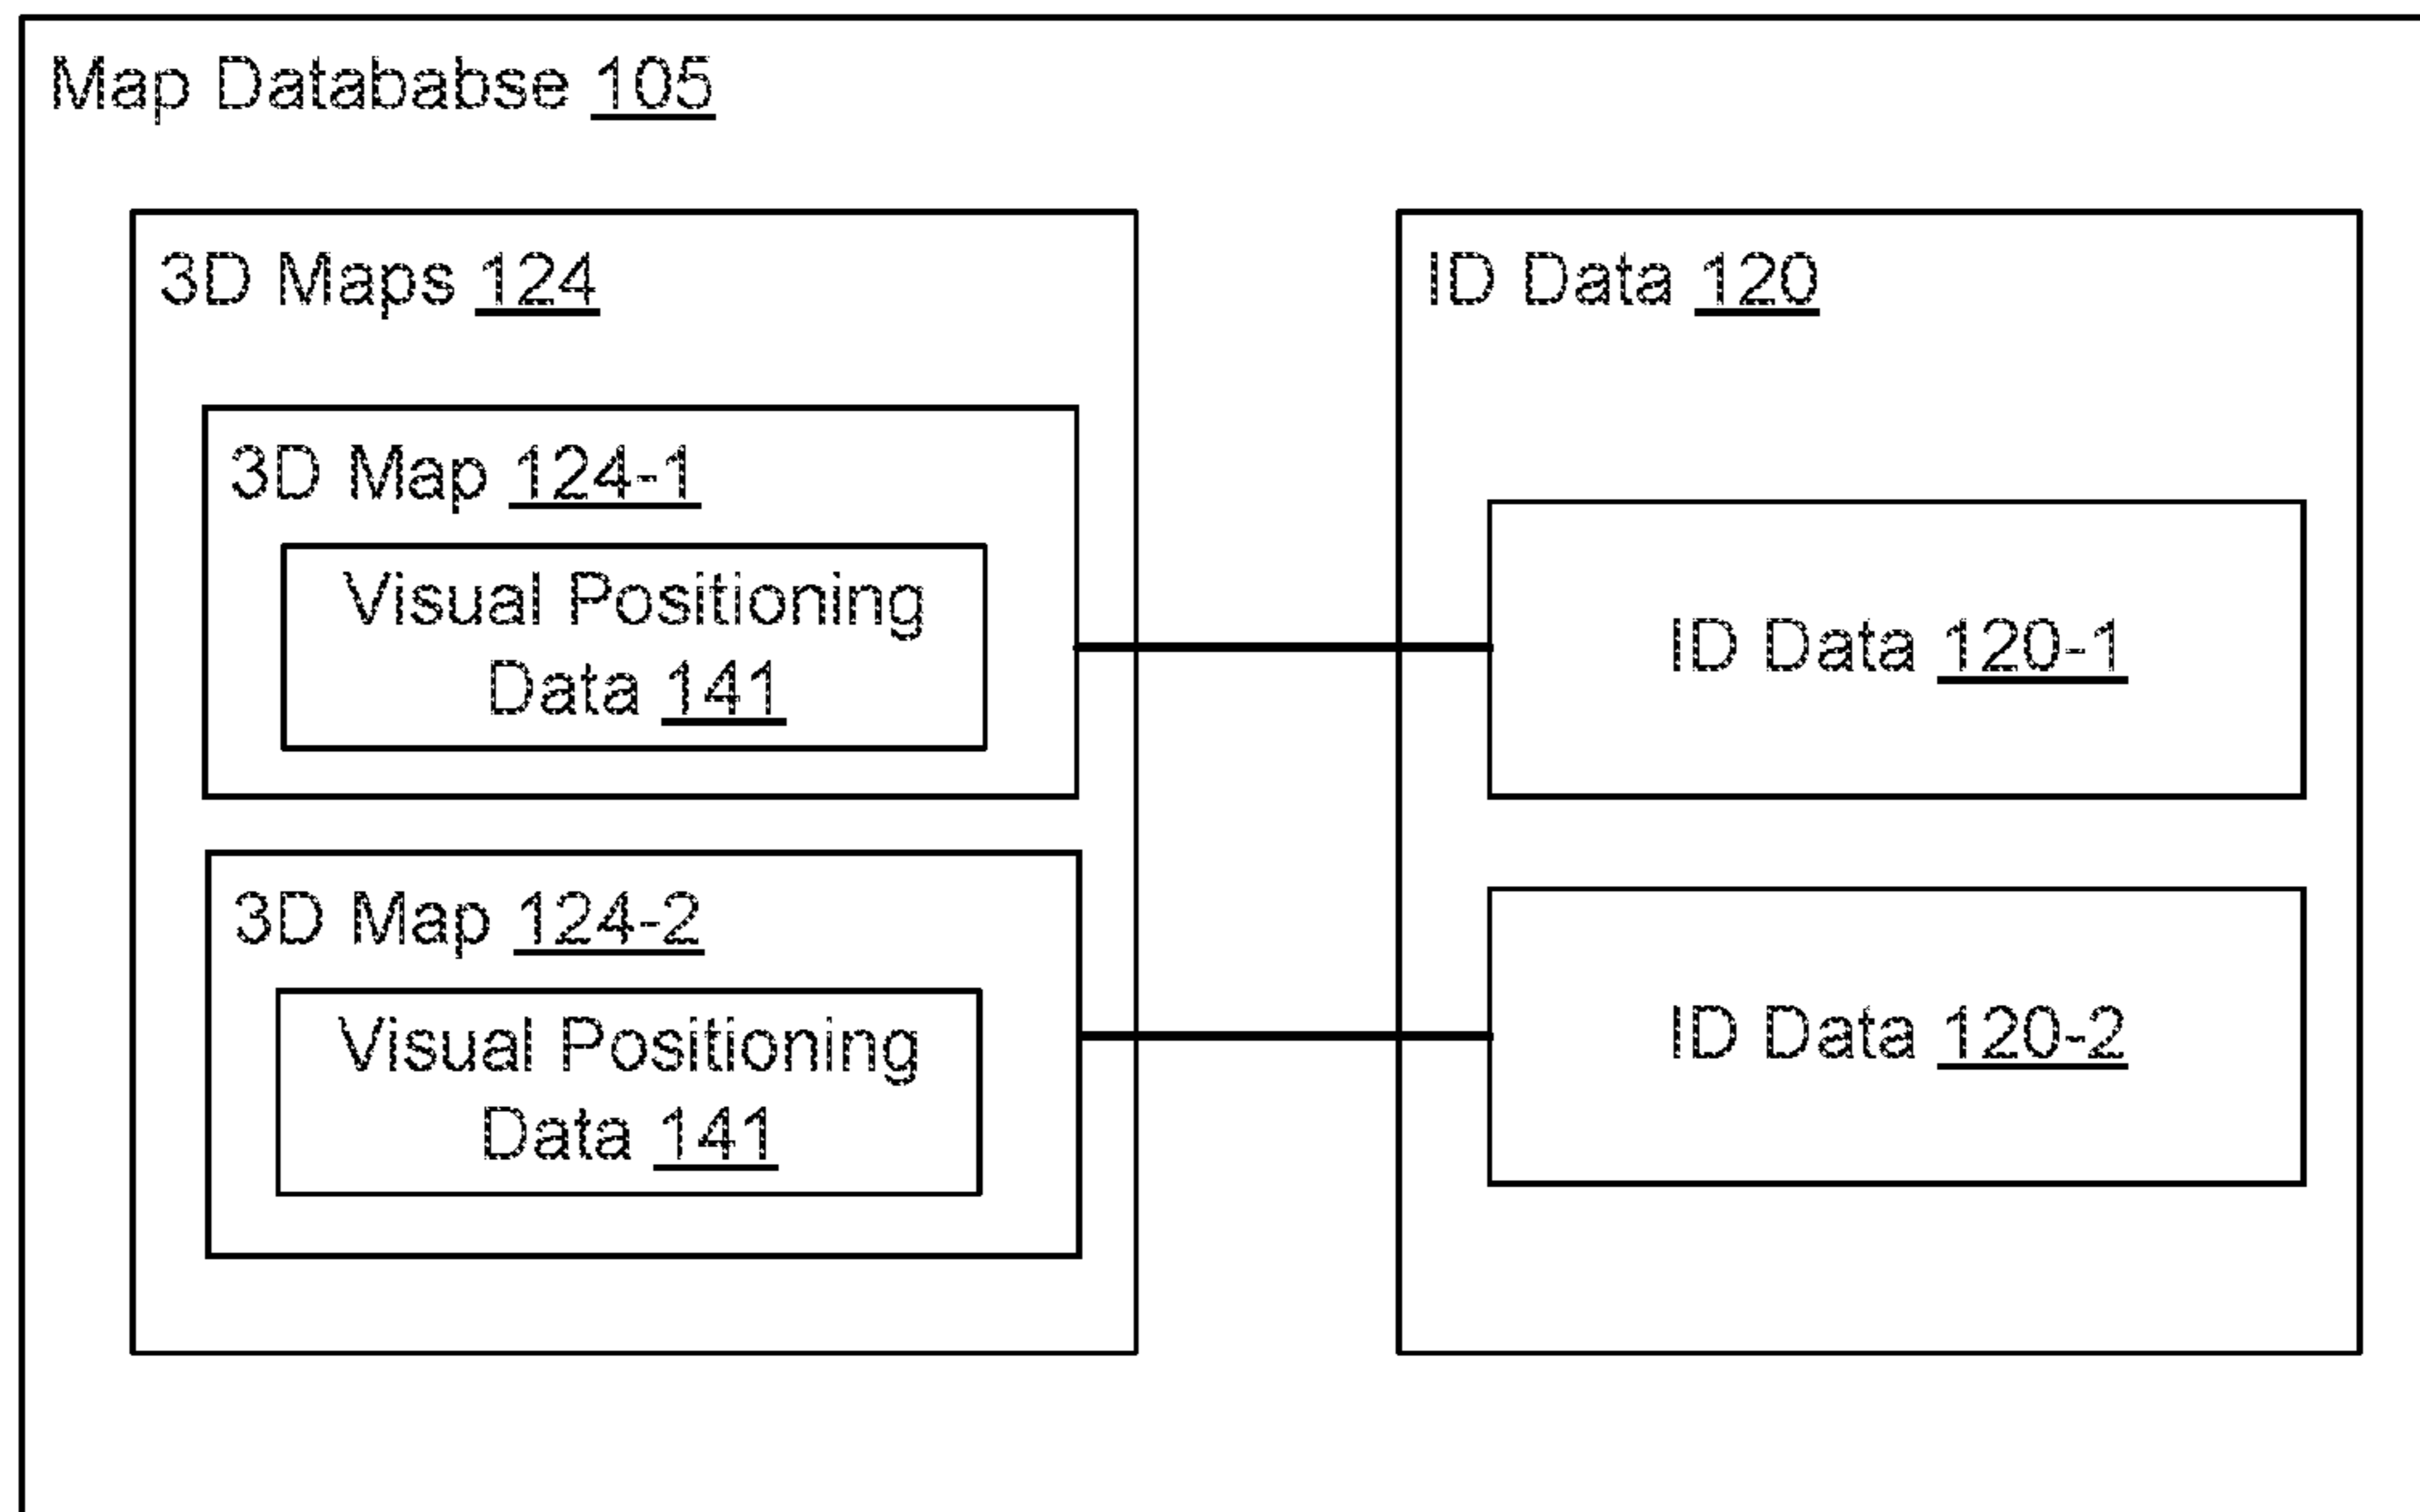 Map Datababse 105
3D Maps 124
3D Map 124-1
Visual Positioning
Data 141
3D Map 124-2
Visual Positioning
Data 141
ID Data 120
ID Data 120-1
ID Data 120-2